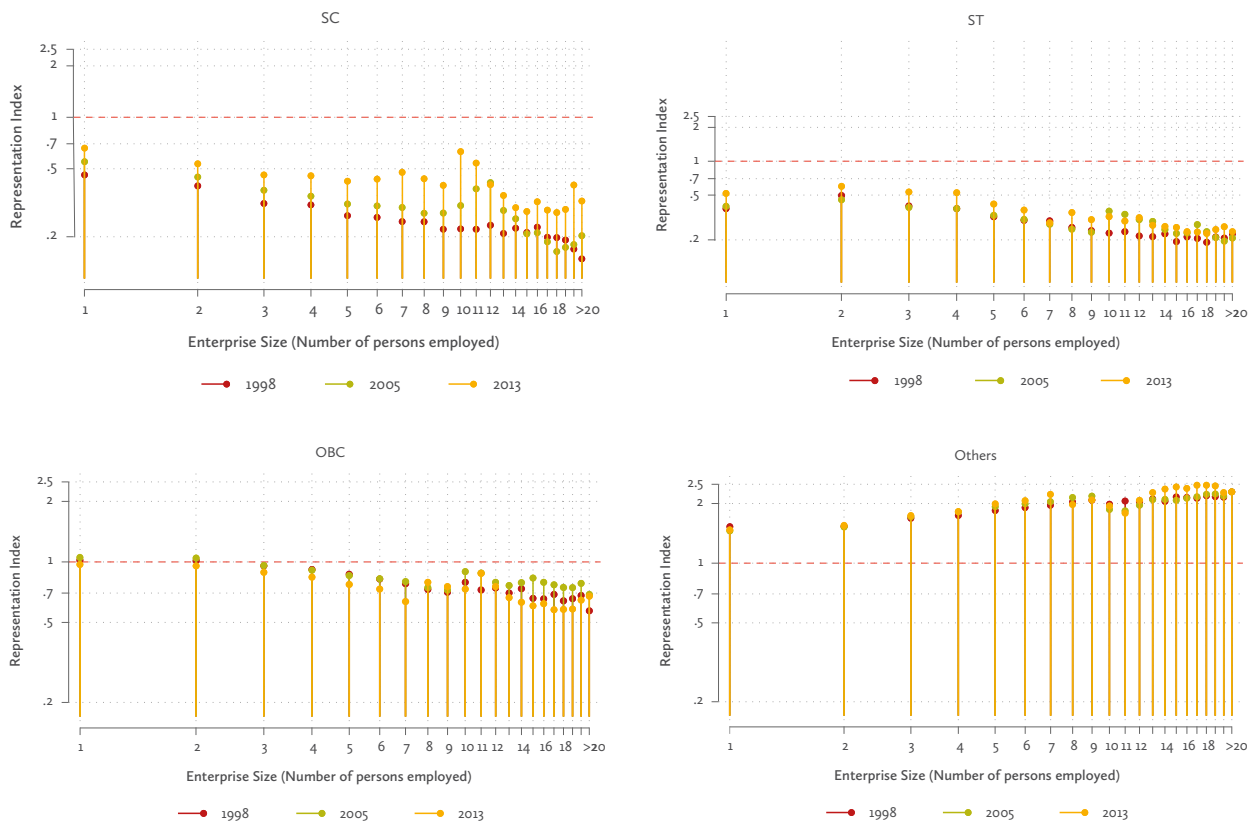 SC
Representation Index
2.5
2
1
.7
.5
.2
1 2 3 4 5 6 7 8 9 10 11 12 14 16 18 >20
Enterprise Size (Number of persons employed)
1998 2005 2013
ST
Representation Index
2.5
2
1
.7
.5
.2
1 2 3 4 5 6 7 8 9 10 11 12 14 16 18 >20
Enterprise Size (Number of persons employed)
1998 2005 2013
OBC
Representation Index
2.5
2
1
.7
.5
.2
1 2 3 4 5 6 7 8 9 10 11 12 14 16 18 >20
Enterprise Size (Number of persons employed)
1998 2005 2013
Others
Representation Index
2.5
2
1
.7
.5
.2
1 2 3 4 5 6 7 8 9 10 11 12 14 16 18 >20
Enterprise Size (Number of persons employed)
1998 2005 2013